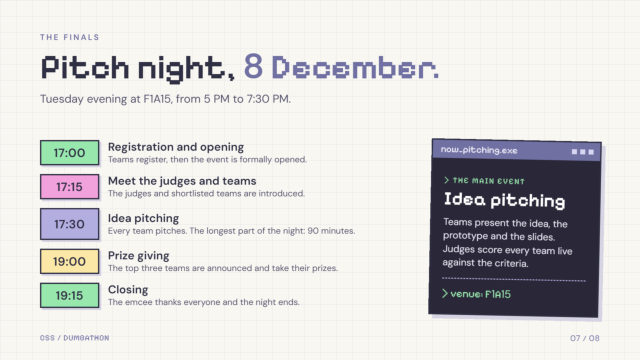 THE FINALS
Pitch night, 8 December.
Tuesday evening at F1A15, from 5 PM to 7:30 PM.
17:00
Registration and opening
Teams register, then the event is formally opened.
17:15
Meet the judges and teams
The judges and shortlisted teams are introduced.
17:30
Idea pitching
Every team pitches. The longest part of the night: 90 minutes.
19:00
Prize giving
The top three teams are announced and take their prizes.
19:15
Closing
The emcee thanks everyone and the night ends.
now_pitching.exe
> THE MAIN EVENT
Idea pitching
Teams present the idea, the
prototype and the slides.
Judges score every team live
against the criteria.
> venue: F1A15
OSS / DUMBATHON
07 / 08